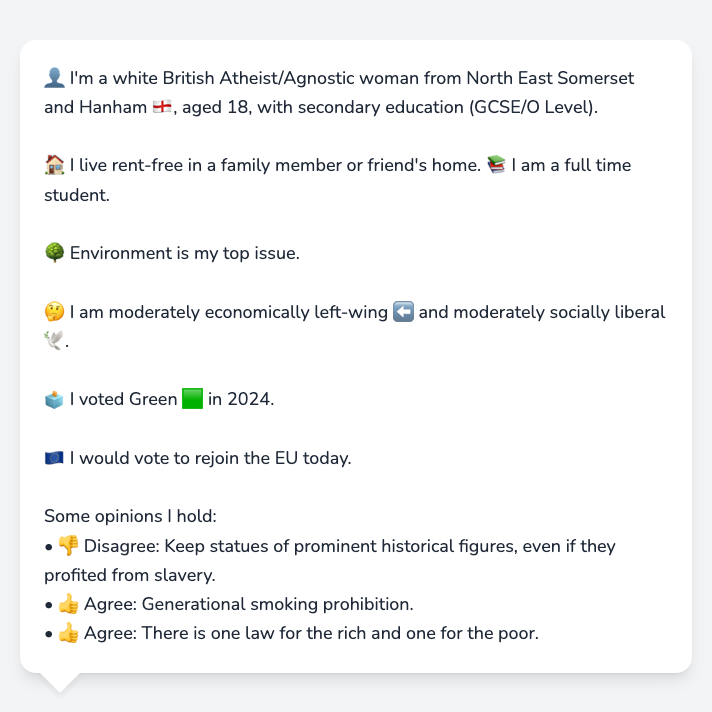 👤 I'm a white British Atheist/Agnostic woman from North East Somerset
and Hanham 🏴󠁧󠁢󠁥󠁮󠁧󠁿, aged 18, with secondary education (GCSE/O Level).
🏠 I live rent-free in a family member or friend's home. 📚 I am a full time
student.
🌳 Environment is my top issue.
🤔 I am moderately economically left-wing ⬅️ and moderately socially liberal
🕊️.
🗳️ I voted Green 🟩 in 2024.
🇪🇺 I would vote to rejoin the EU today.
Some opinions I hold:
• 👎 Disagree: Keep statues of prominent historical figures, even if they
profited from slavery.
• 👍 Agree: Generational smoking prohibition.
• 👍 Agree: There is one law for the rich and one for the poor.